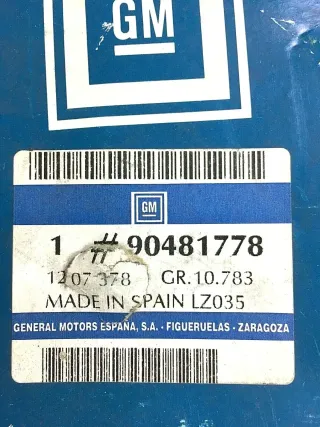 GM
GM
1 # 90481778
12 07 378 GR.10.783
MADE IN SPAIN LZ035
GENERAL MOTORS ESPAÑA, S.A. · FIGUERUELAS · ZARAGOZA